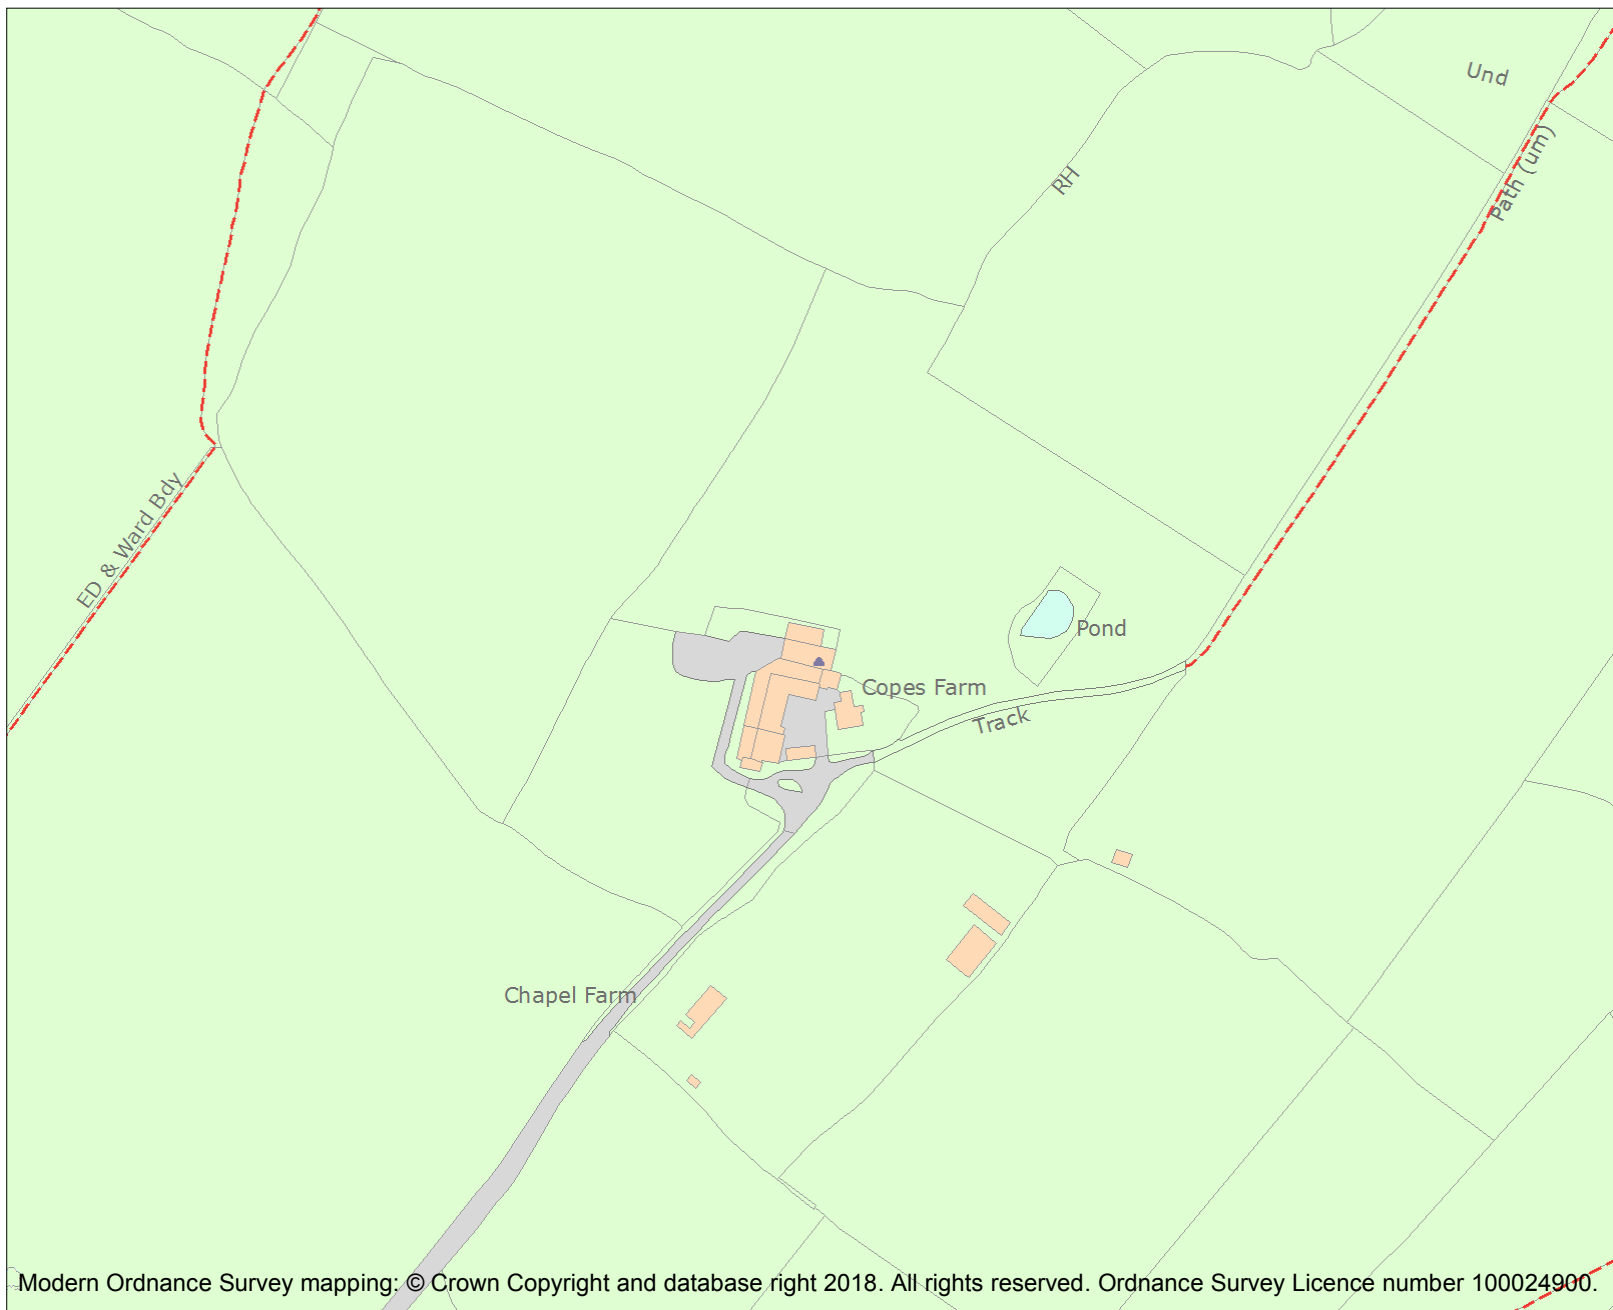 Und
Path (um)
RH
ED & Ward Bdy
Pond
Copes Farm
Track
Chapel Farm
Modern Ordnance Survey mapping: © Crown Copyright and database right 2018. All rights reserved. Ordnance Survey Licence number 100024900.